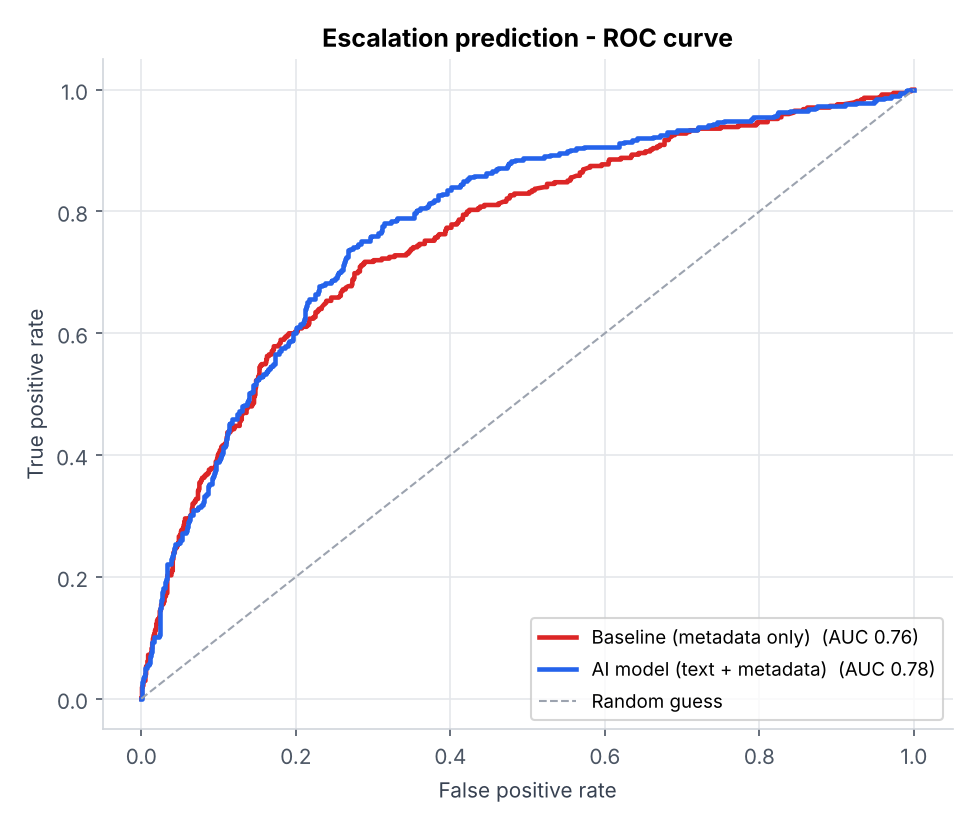 Escalation prediction - ROC curve
True positive rate
1.0
0.8
0.6
0.4
0.2
0.0
Baseline (metadata only)  (AUC 0.76)
AI model (text + metadata)  (AUC 0.78)
Random guess
0.0 0.2 0.4 0.6 0.8 1.0
False positive rate